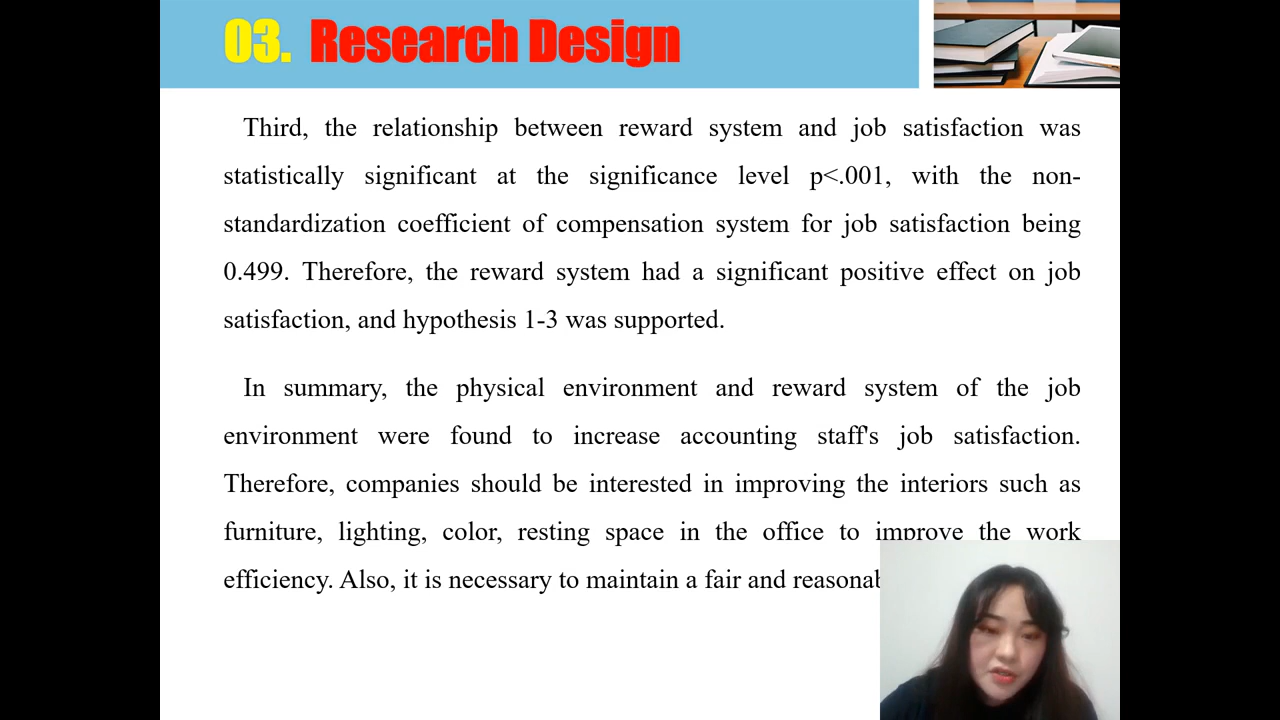 03. Research Design
Third, the relationship between reward system and job satisfaction was
statistically significant at the significance level p<.001, with the non-
standardization coefficient of compensation system for job satisfaction being
0.499. Therefore, the reward system had a significant positive effect on job
satisfaction, and hypothesis 1-3 was supported.
In summary, the physical environment and reward system of the job
environment were found to increase accounting staff's job satisfaction.
Therefore, companies should be interested in improving the interiors such as
furniture, lighting, color, resting space in the office to improve the work
efficiency. Also, it is necessary to maintain a fair and